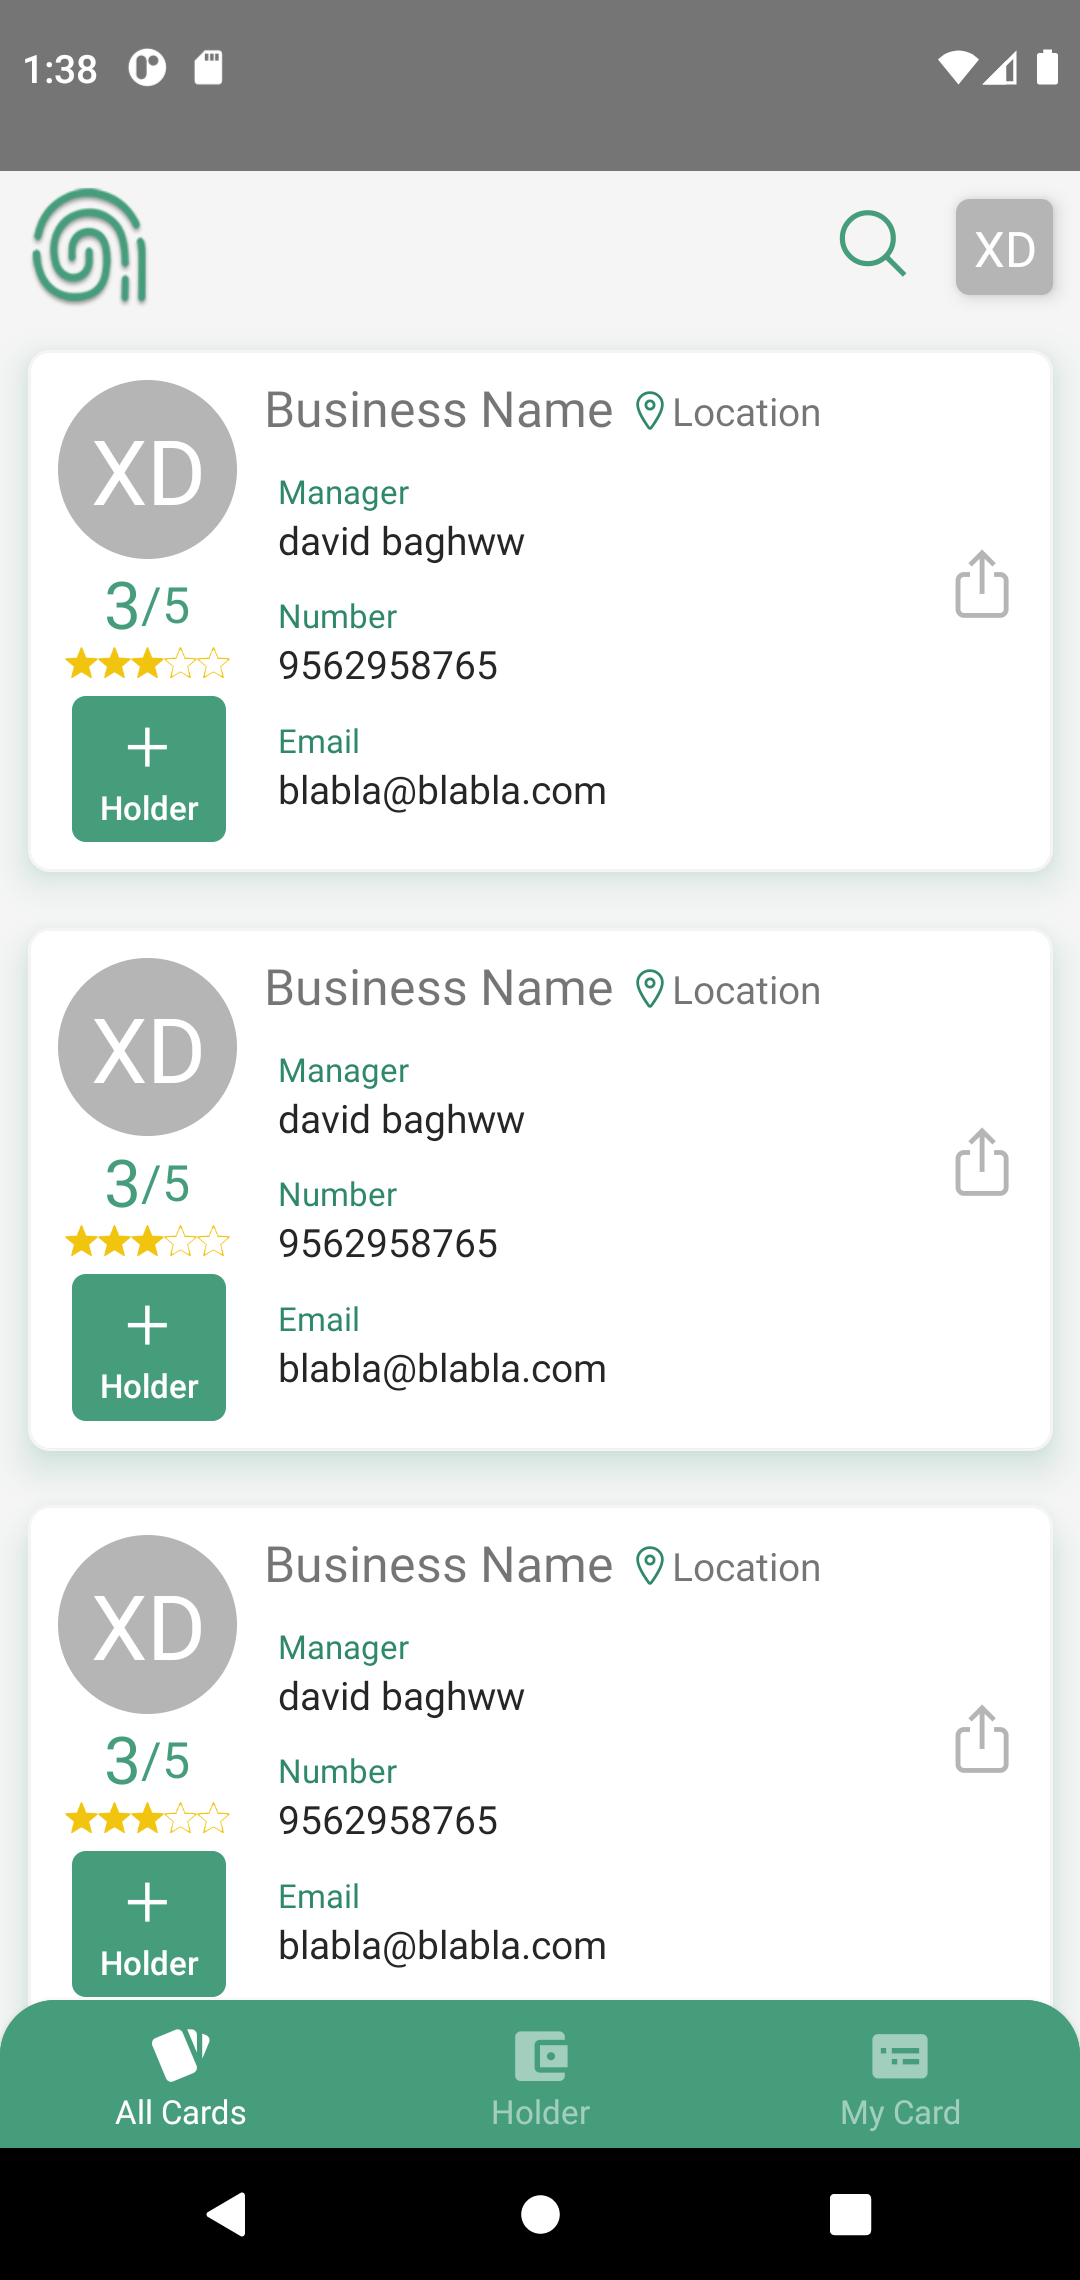 1:38
XD
Business Name Location
XD
Manager
david baghww
3/5
Number
9562958765
Email
blabla@blabla.com
Holder
Business Name Location
XD
Manager
david baghww
3/5
Number
9562958765
Email
blabla@blabla.com
Holder
Business Name Location
XD
Manager
david baghww
3/5
Number
9562958765
Email
blabla@blabla.com
Holder
All Cards Holder My Card